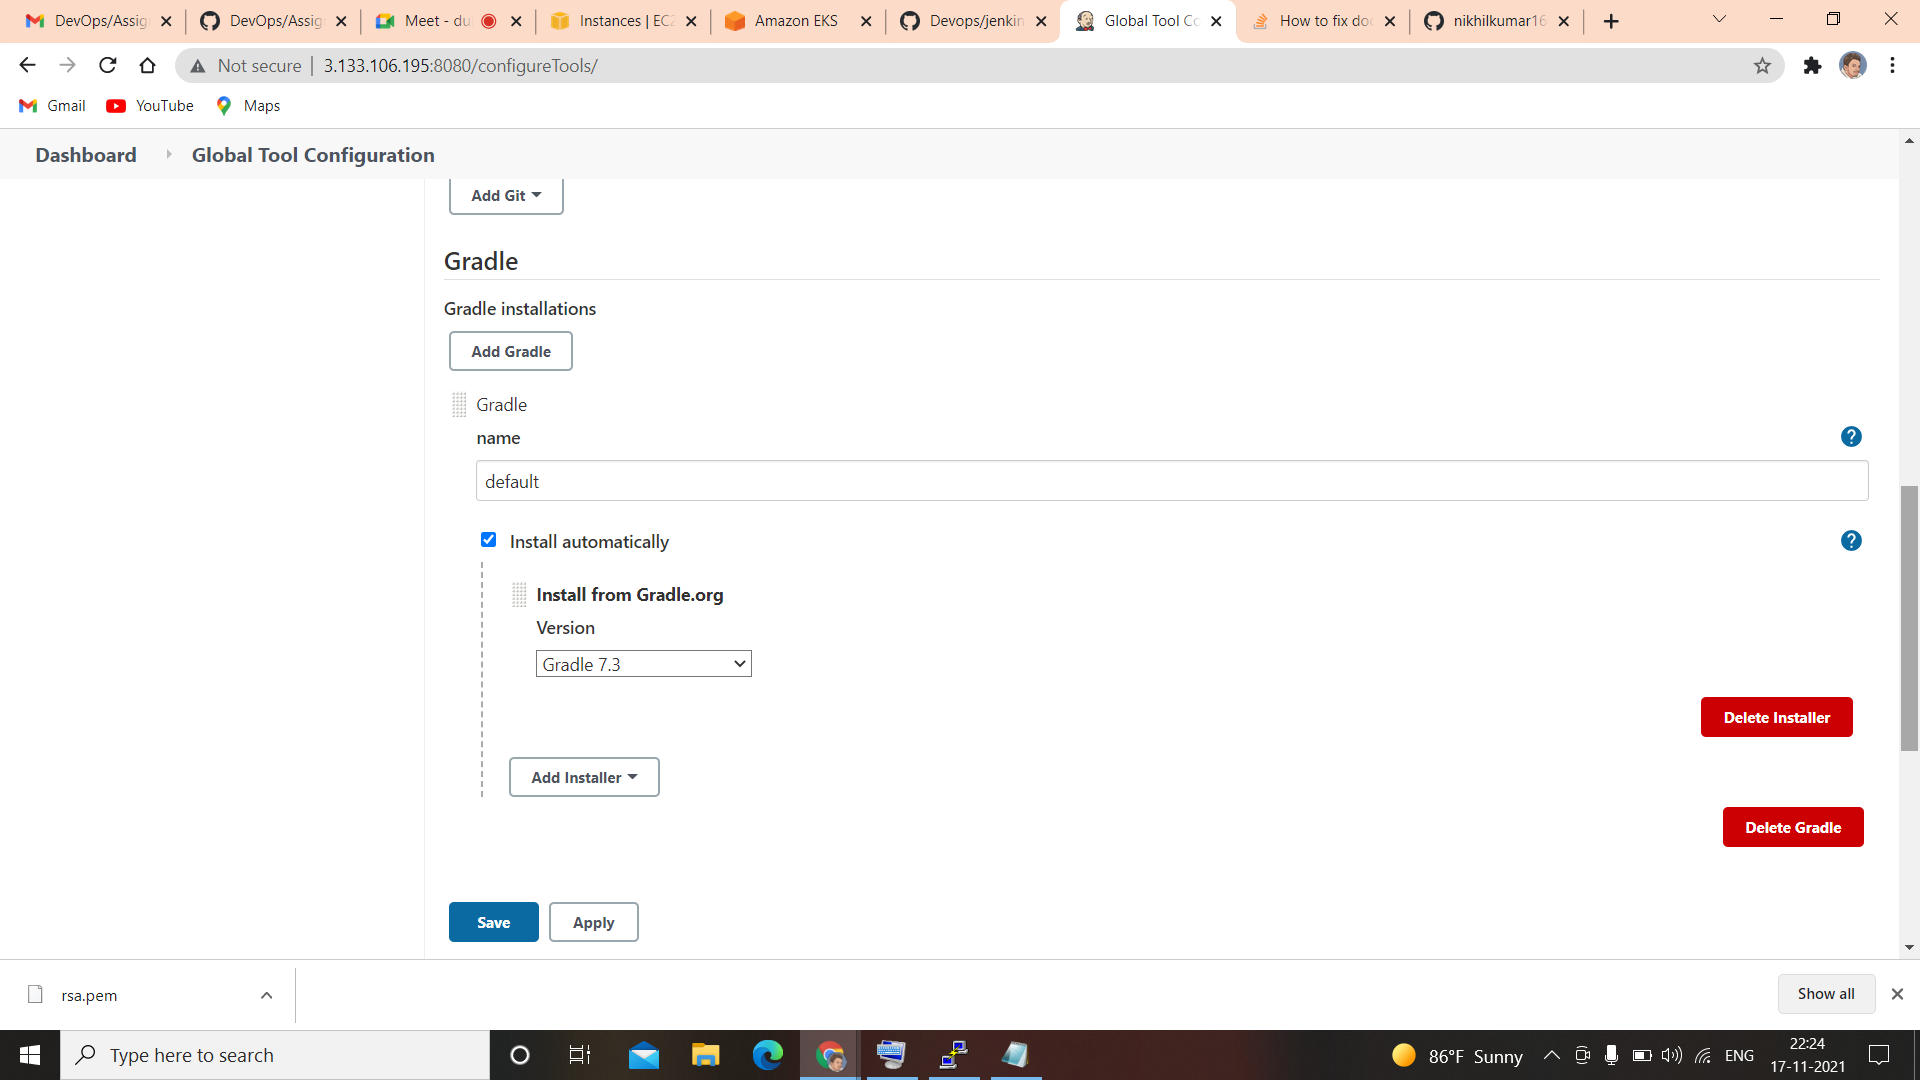 DevOps/Assig
DevOps/Assig
Meet - du
Instances | EC2
Amazon EKS
Devops/jenkin
Global Tool Co
How to fix doc
nikhilkumar16
Not secure
3.133.106.195:8080/configureTools/
Gmail
YouTube
Maps
Dashboard
Global Tool Configuration
Add Git
Gradle
Gradle installations
Add Gradle
Gradle
name
?
default
Install automatically
?
Install from Gradle.org
Version
Gradle 7.3
Delete Installer
Add Installer
Delete Gradle
Save
Apply
rsa.pem
Show all
Type here to search
86°F Sunny
ENG
22:24
17-11-2021